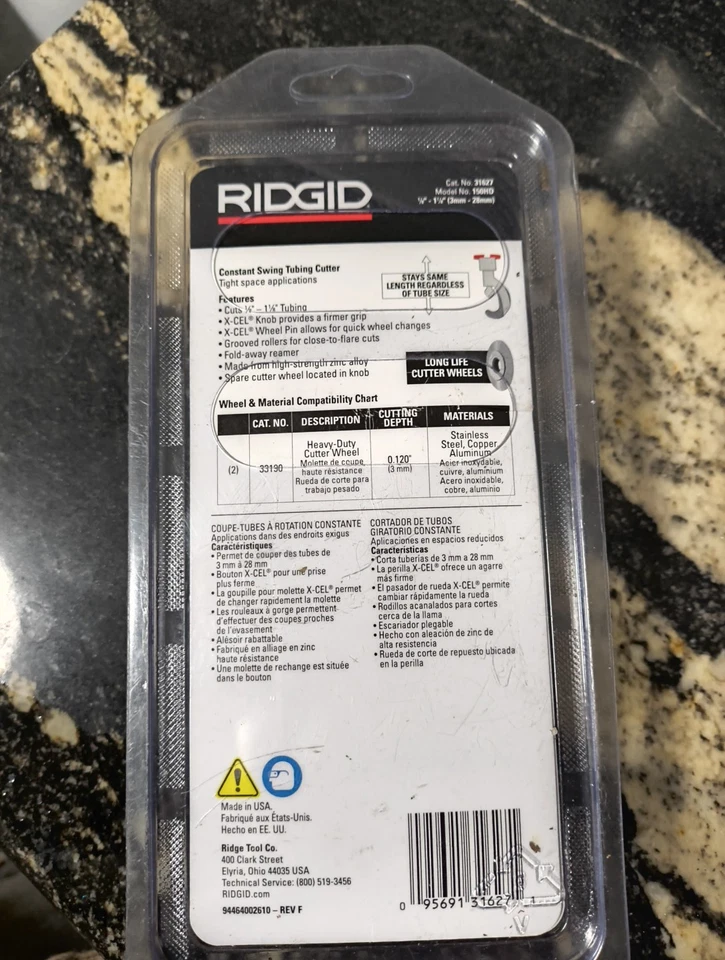 RIDGID
Cat. No. 31627
Model No. 150HD
⅛" - 1⅛" (3mm - 28mm)
Constant Swing Tubing Cutter
Tight space applications
STAYS SAME
LENGTH REGARDLESS
OF TUBE SIZE
Features
• Cuts ⅛" – 1⅛" Tubing
• X-CEL® Knob provides a firmer grip
• X-CEL® Wheel Pin allows for quick wheel changes
• Grooved rollers for close-to-flare cuts
• Fold-away reamer
• Made from high-strength zinc alloy
• Spare cutter wheel located in knob
LONG LIFE
CUTTER WHEELS
Wheel & Material Compatibility Chart
CAT. NO. DESCRIPTION CUTTING DEPTH MATERIALS
(2) 33190
Heavy-Duty
Cutter Wheel
Molette de coupe
haute résistance
Rueda de corte para
trabajo pesado
0.120"
(3 mm)
Stainless
Steel, Copper,
Aluminum
Acier inoxydable,
cuivre, aluminium
Acero inoxidable,
cobre, aluminio
COUPE-TUBES À ROTATION CONSTANTE
Applications dans des endroits exigus
Caractéristiques
• Permet de couper des tubes de
3 mm à 28 mm
• Bouton X-CEL® pour une prise
plus ferme
• La goupille pour molette X-CEL® permet
de changer rapidement la molette
• Les rouleaux à gorge permettent
d'effectuer des coupes proches
de l'évasement
• Alésoir rabattable
• Fabriqué en alliage en zinc
haute résistance
• Une molette de rechange est située
dans le bouton
CORTADOR DE TUBOS
GIRATORIO CONSTANTE
Aplicaciones en espacios reducidos
Características
• Corta tuberías de 3 mm a 28 mm
• La perilla X-CEL® ofrece un agarre
más firme
• El pasador de rueda X-CEL® permite
cambiar rápidamente la rueda
• Rodillos acanalados para cortes
cerca de la llama
• Escariador plegable
• Hecho con aleación de zinc de
alta resistencia
• Rueda de corte de repuesto ubicada
en la perilla
Made in USA.
Fabriqué aux États-Unis.
Hecho en EE. UU.
Ridge Tool Co.
400 Clark Street
Elyria, Ohio 44035 USA
Technical Service: (800) 519-3456
RIDGID.com
94464002610 – REV F
0 95691 31627